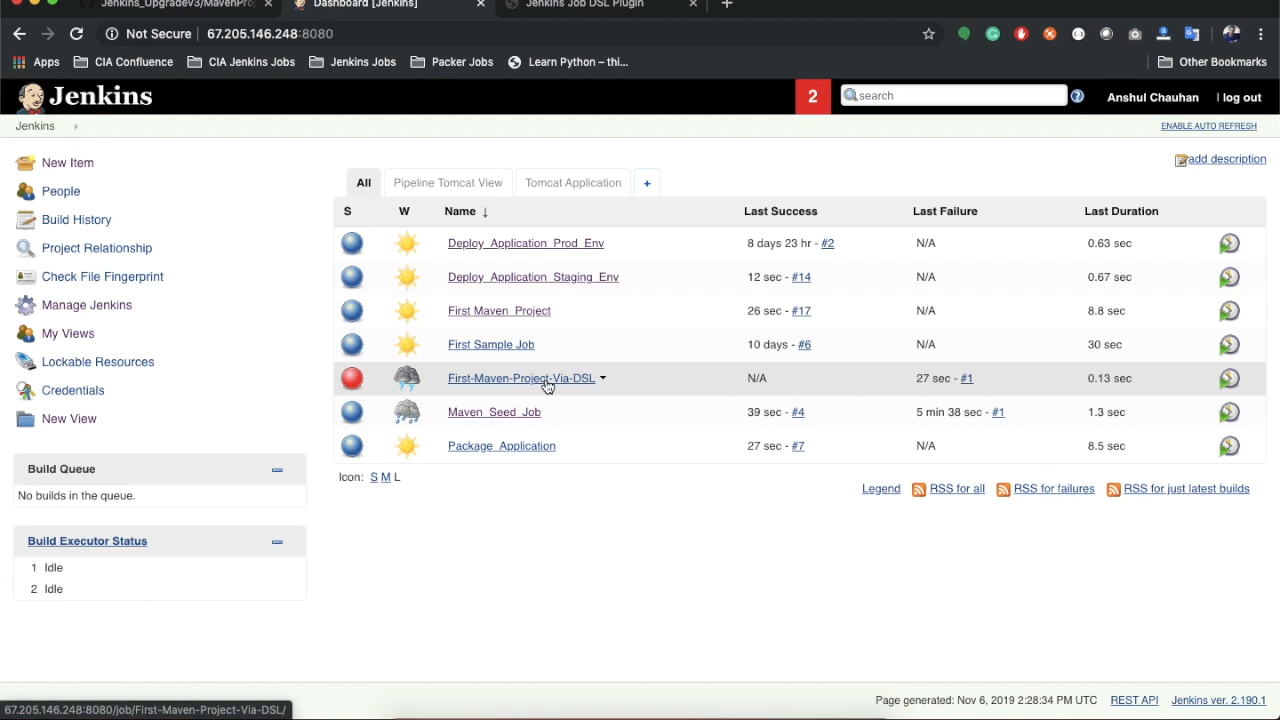 Jenkins_Upgradev3/MavenPro
Dashboard [Jenkins]
Jenkins Job DSL Plugin
Not Secure 67.205.146.248:8080
Apps CIA Confluence CIA Jenkins Jobs Jenkins Jobs Packer Jobs Learn Python – thi... Other Bookmarks
Jenkins 2 search Anshul Chauhan | log out
Jenkins ENABLE AUTO REFRESH
add description
New Item
People
Build History
Project Relationship
Check File Fingerprint
Manage Jenkins
My Views
Lockable Resources
Credentials
New View
Build Queue
No builds in the queue.
Build Executor Status
1 Idle
2 Idle
All Pipeline Tomcat View Tomcat Application +
S W Name ↓ Last Success Last Failure Last Duration
Deploy_Application_Prod_Env 8 days 23 hr - #2 N/A 0.63 sec
Deploy_Application_Staging_Env 12 sec - #14 N/A 0.67 sec
First Maven_Project 26 sec - #17 N/A 8.8 sec
First Sample Job 10 days - #6 N/A 30 sec
First-Maven-Project-Via-DSL N/A 27 sec - #1 0.13 sec
Maven_Seed_Job 39 sec - #4 5 min 38 sec - #1 1.3 sec
Package_Application 27 sec - #7 N/A 8.5 sec
Icon: S M L
Legend RSS for all RSS for failures RSS for just latest builds
Page generated: Nov 6, 2019 2:28:34 PM UTC REST API Jenkins ver. 2.190.1
67.205.146.248:8080/job/First-Maven-Project-Via-DSL/